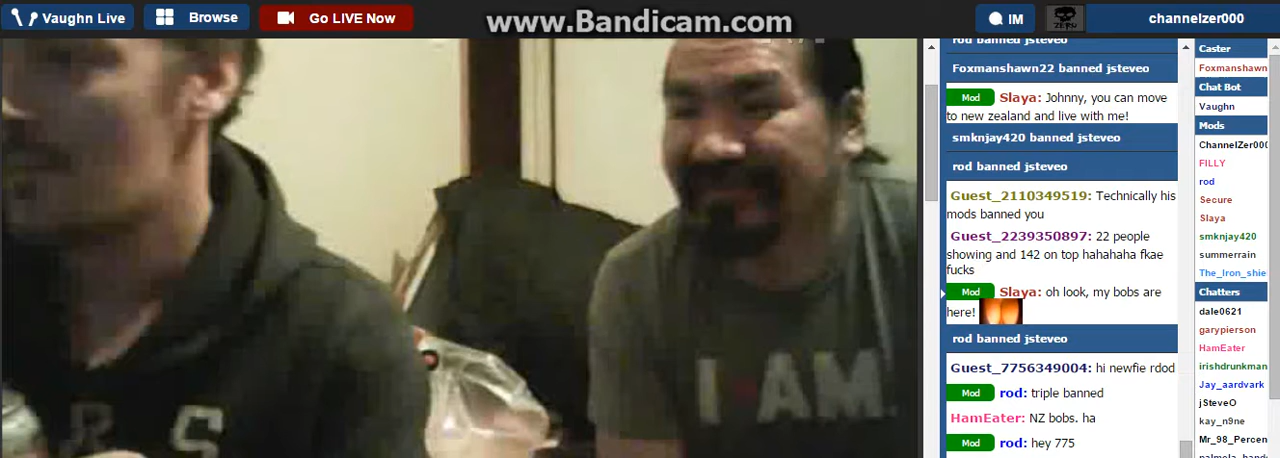 Vaughn Live
Browse
Go LIVE Now
www.Bandicam.com
IM
channelzer000
rod banned jsteveo
Foxmanshawn22 banned jsteveo
Mod Slaya: Johnny, you can move
to new zealand and live with me!
smknjay420 banned jsteveo
rod banned jsteveo
Guest_2110349519: Technically his
mods banned you
Guest_2239350897: 22 people
showing and 142 on top hahahaha fkae
fucks
Mod Slaya: oh look, my bobs are
here!
rod banned jsteveo
Guest_7756349004: hi newfie rdod
Mod rod: triple banned
HamEater: NZ bobs. ha
Mod rod: hey 775
Caster
Foxmanshawn
Chat Bot
Vaughn
Mods
ChannelZer000
FILLY
rod
Secure
Slaya
smknjay420
summerrain
The_Iron_shie
Chatters
dale0621
garypierson
HamEater
irishdrunkman
Jay_aardvark
jSteveO
kay_n9ne
Mr_98_Percen
I AM